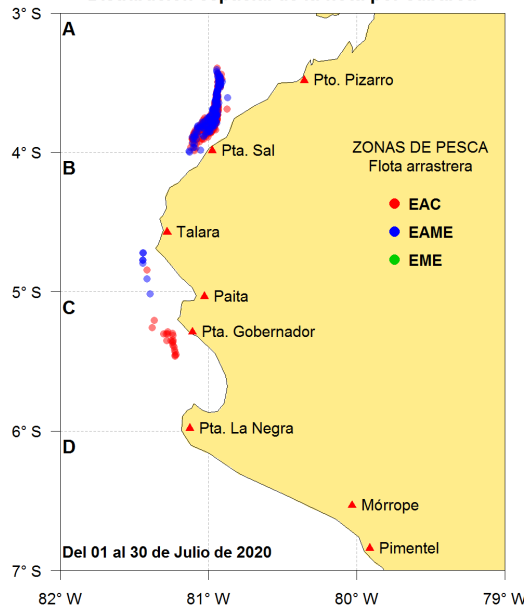 3° S
A
Pto. Pizarro
ZONAS DE PESCA
Flota arrastrera
EAC
EAME
EME
4° S
Pta. Sal
B
Talara
5° S
Paita
C
Pta. Gobernador
6° S
Pta. La Negra
D
Mórrope
Pimentel
Del 01 al 30 de Julio de 2020
7° S
82° W
81° W
80° W
79° W